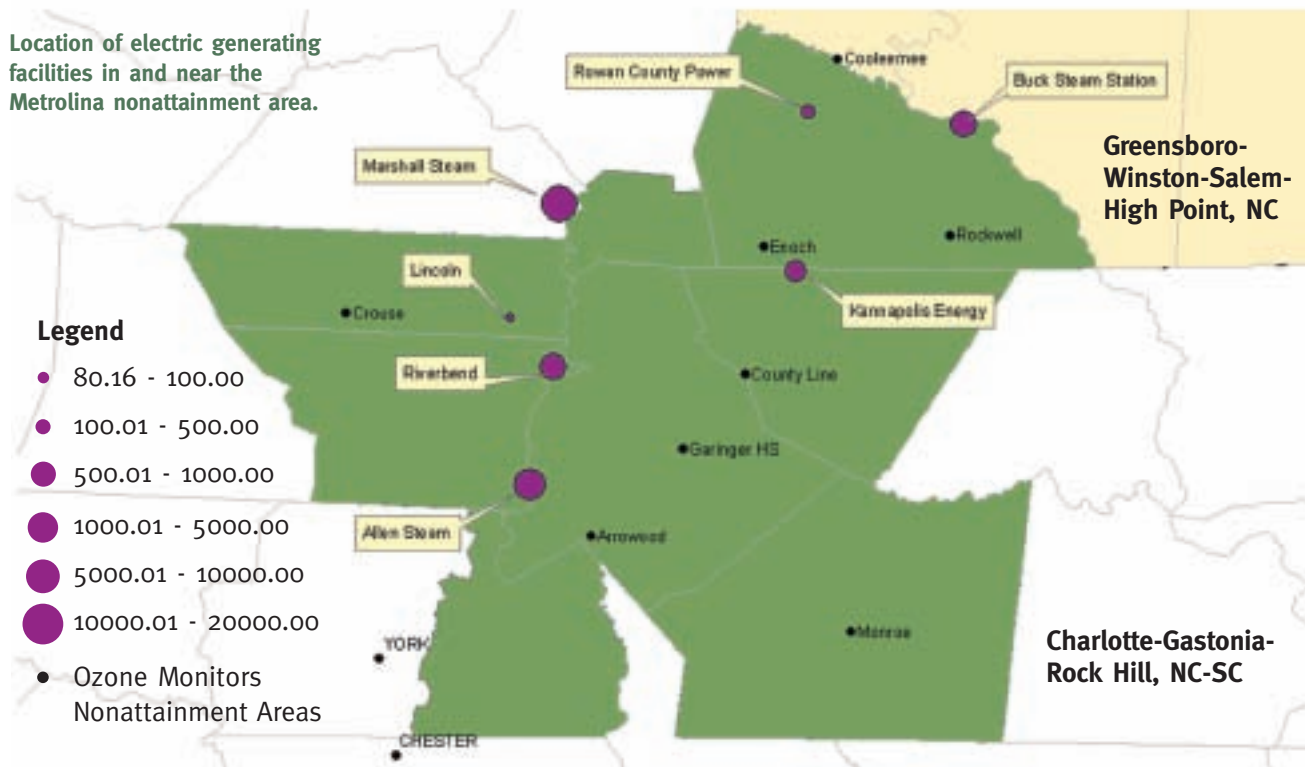 Location of electric generating
facilities in and near the
Metrolina nonattainment area.
Cooleemee
Rowan County Power
Buck Steam Station
Greensboro-
Winston-Salem-
High Point, NC
Marshall Steam
Rockwell
Enoch
Lincoln
Kannapolis Energy
Crouse
Riverbend
County Line
Garinger HS
Allen Steam
Arrowood
Monroe
YORK
CHESTER
Charlotte-Gastonia-
Rock Hill, NC-SC
Legend
80.16 - 100.00
100.01 - 500.00
500.01 - 1000.00
1000.01 - 5000.00
5000.01 - 10000.00
10000.01 - 20000.00
Ozone Monitors
Nonattainment Areas